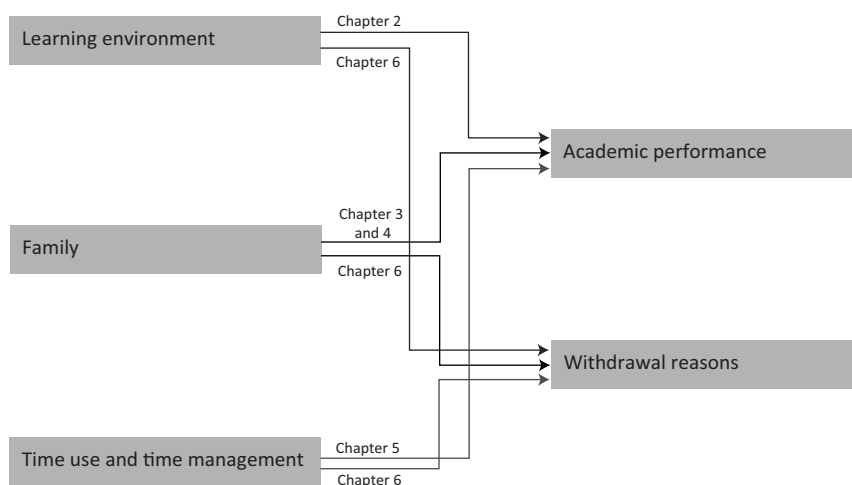 Chapter 2
Learning environment
Chapter 6
Academic performance
Chapter 3
and 4
Family
Chapter 6
Withdrawal reasons
Chapter 5
Time use and time management
Chapter 6